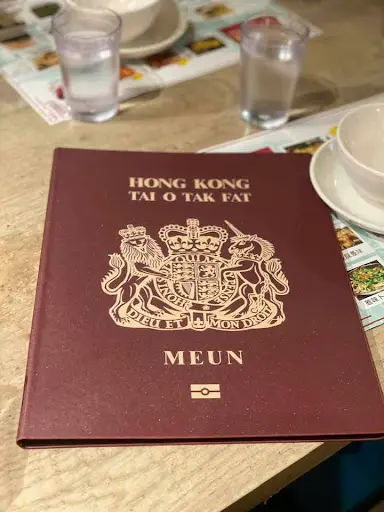 HONG KONG
TAI O TAK FAT
DIEU ET MON DROIT
MEUN